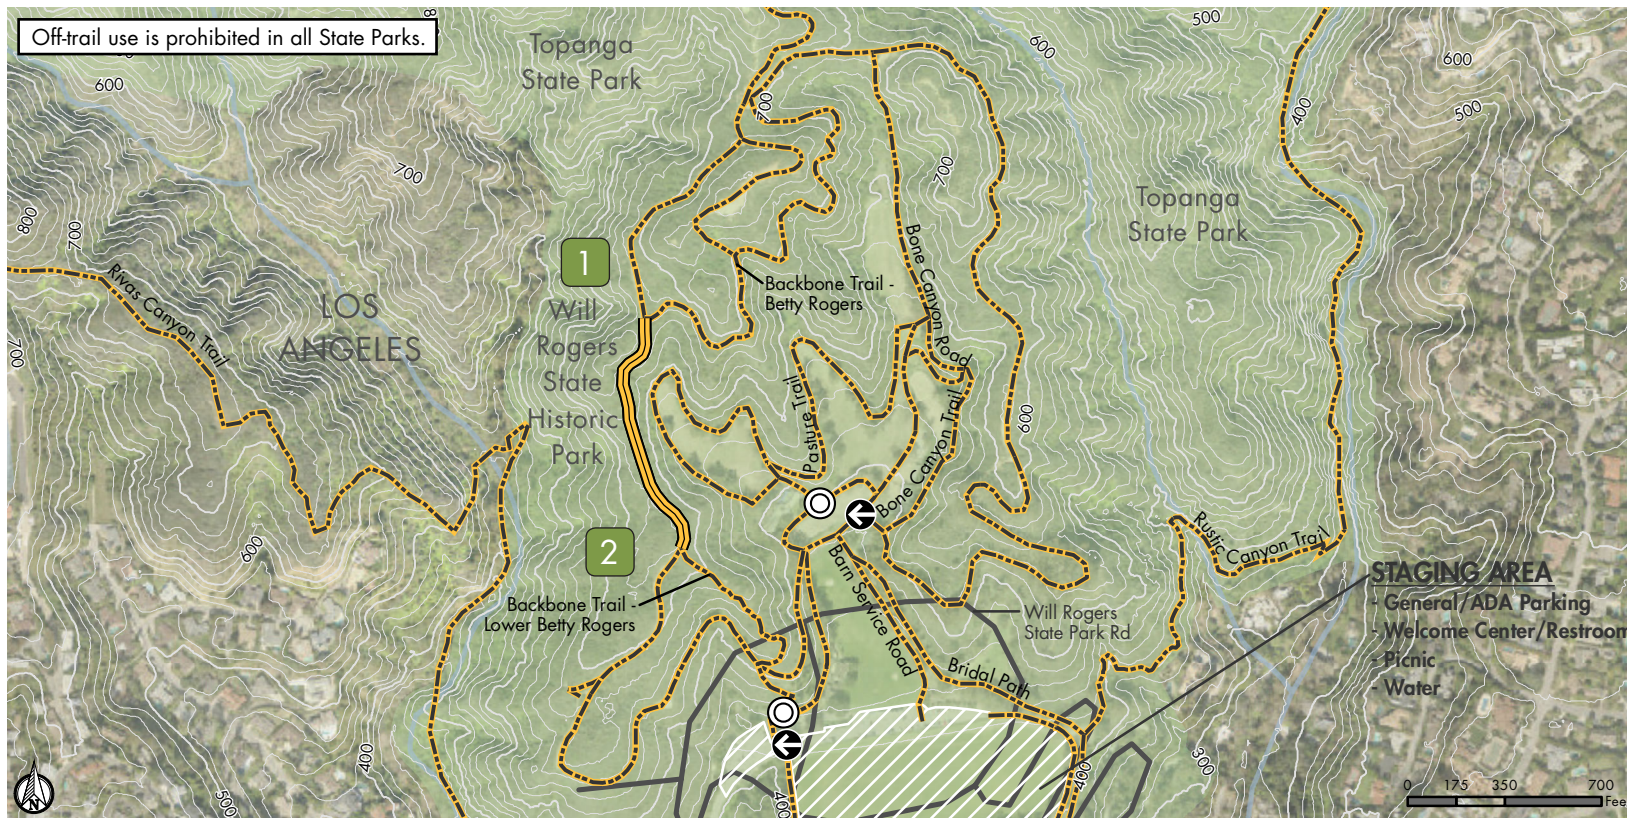 Off-trail use is prohibited in all State Parks.
8
500
600
600
600
Topanga
State Park
700
400
500
700
700
Topanga
State Park
800
700
1
Rivas Canyon Trail
LOS
ANGELES
Will
Rogers
State
Historic
Park
Backbone Trail -
Betty Rogers
Bone Canyon Road
700
Pasture Trail
Bone Canyon Trail
600
600
2
Backbone Trail -
Lower Betty Rogers
Barn Service Road
Will Rogers
State Park Rd
Bridal Path
Rustic Canyon Trail
STAGING AREA
- General/ADA Parking
- Welcome Center/Restroom
- Picnic
- Water
400
500
400
400
300
N
0 175 350 700
Fee